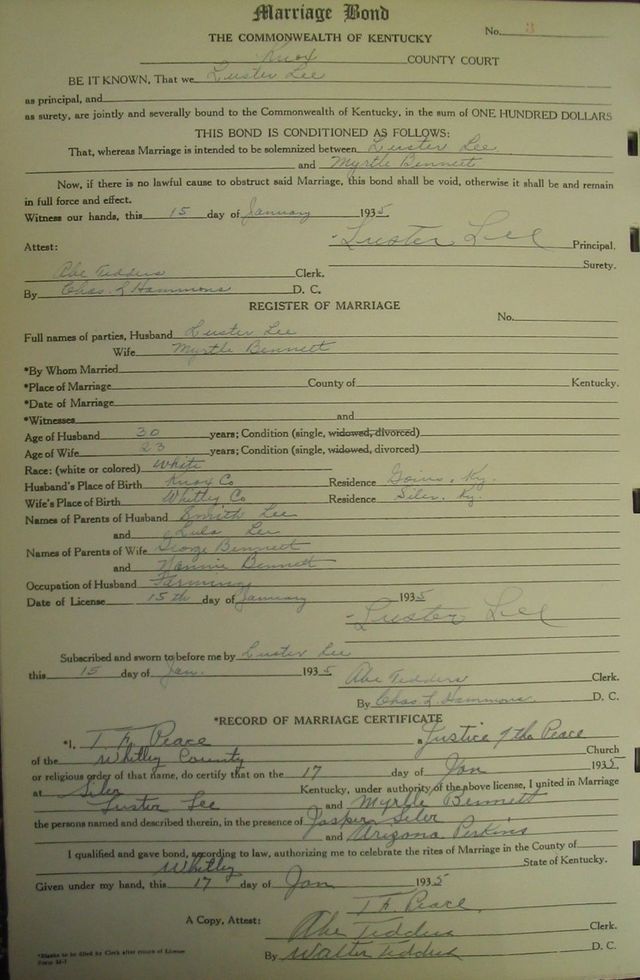 Marriage Bond
No. 3
THE COMMONWEALTH OF KENTUCKY
Knox COUNTY COURT
BE IT KNOWN, That we Luster Lee
as principal, and
as surety, are jointly and severally bound to the Commonwealth of Kentucky, in the sum of ONE HUNDRED DOLLARS
THIS BOND IS CONDITIONED AS FOLLOWS:
That, whereas Marriage is intended to be solemnized between Luster Lee
and Myrtle Bennett
Now, if there is no lawful cause to obstruct said Marriage, this bond shall be void, otherwise it shall be and remain
in full force and effect.
Witness our hands, this 15 day of January 1935.
Luster Lee Principal.
Attest:
Surety.
Abe Tedders Clerk.
By Chas. L Hammons D. C.
REGISTER OF MARRIAGE
No.
Full names of parties, Husband Luster Lee
Wife Myrtle Bennett
*By Whom Married
*Place of Marriage County of Kentucky.
*Date of Marriage
*Witnesses and
Age of Husband 30 years; Condition (single, widowed, divorced)
Age of Wife 23 years; Condition (single, widowed, divorced)
Race: (white or colored) White
Husband's Place of Birth Knox Co Residence Goins, Ky.
Wife's Place of Birth Whitley Co Residence Siler, Ky.
Names of Parents of Husband Smith Lee
and Lula Lee
Names of Parents of Wife George Bennett
and Nannie Bennett
Occupation of Husband Farming
Date of License 15th day of January 1935
Luster Lee
Subscribed and sworn to before me by Luster Lee
this 15 day of Jan. 1935 Abe Tedders Clerk.
By Chas. L. Hammons D. C.
*RECORD OF MARRIAGE CERTIFICATE
*I, T. H. Peace a Justice of the Peace
of the Whitley County Church
or religious order of that name, do certify that on the 17 day of Jan 1935.
at Siler Kentucky, under authority of the above license, I united in Marriage
Luster Lee and Myrtle Bennett
the persons named and described therein, in the presence of Jasper Siler
and Arizona Perkins
I qualified and gave bond, according to law, authorizing me to celebrate the rites of Marriage in the County of
Whitley State of Kentucky.
Given under my hand, this 17 day of Jan 1935
T. H. Peace.
A Copy, Attest: Abe Tedders Clerk.
By Walter Tedders D. C.
*Blanks to be filled by Clerk after return of License